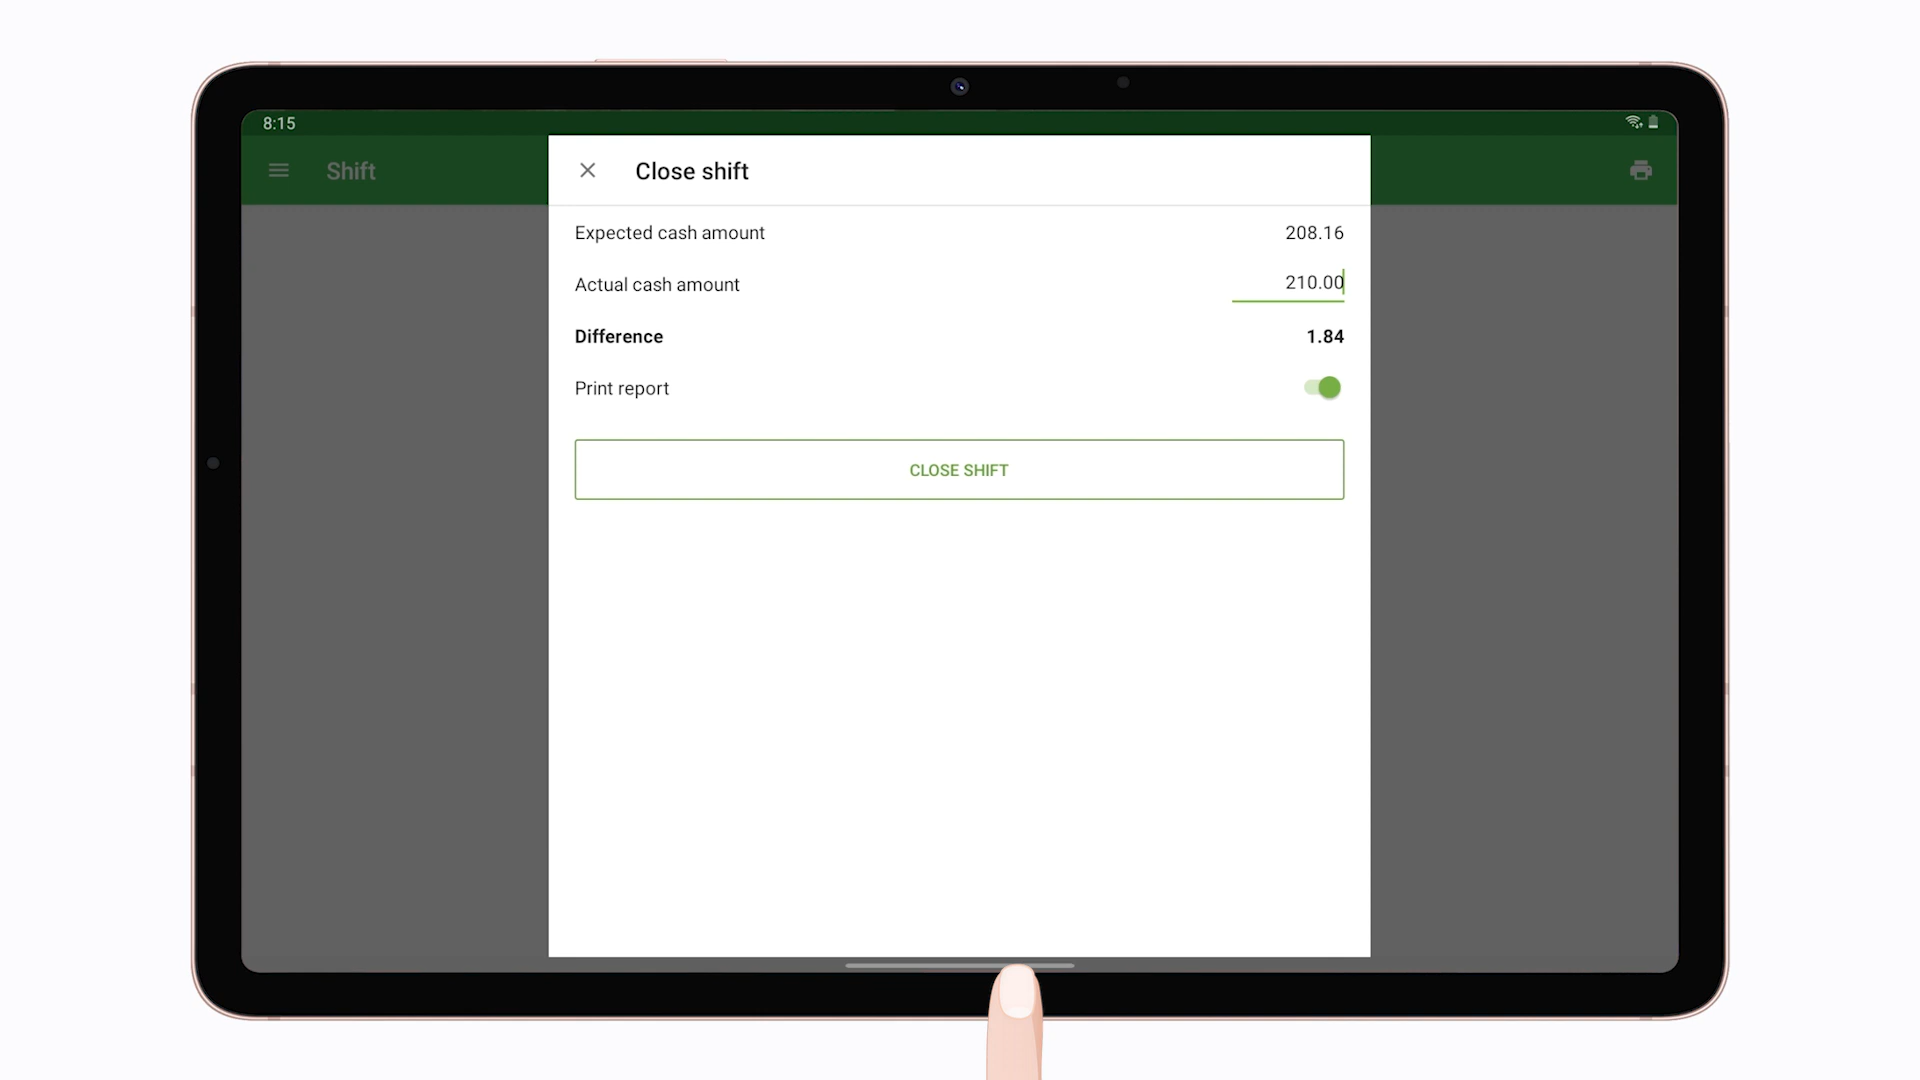 8:15
Shift
Close shift
Expected cash amount 208.16
Actual cash amount 210.00
Difference 1.84
Print report
CLOSE SHIFT